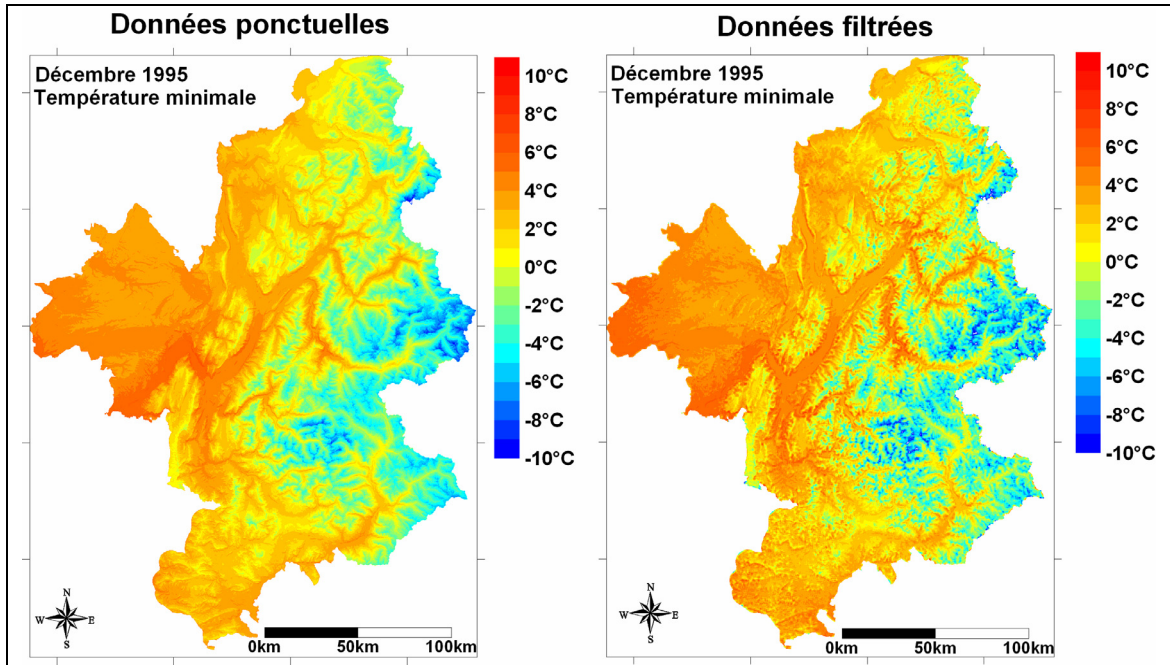 Données ponctuelles
Décembre 1995
Température minimale
10°C
8°C
6°C
4°C
2°C
0°C
-2°C
-4°C
-6°C
-8°C
-10°C
N
W E
S
0km 50km 100km
Données filtrées
Décembre 1995
Température minimale
10°C
8°C
6°C
4°C
2°C
0°C
-2°C
-4°C
-6°C
-8°C
-10°C
N
W E
S
0km 50km 100km